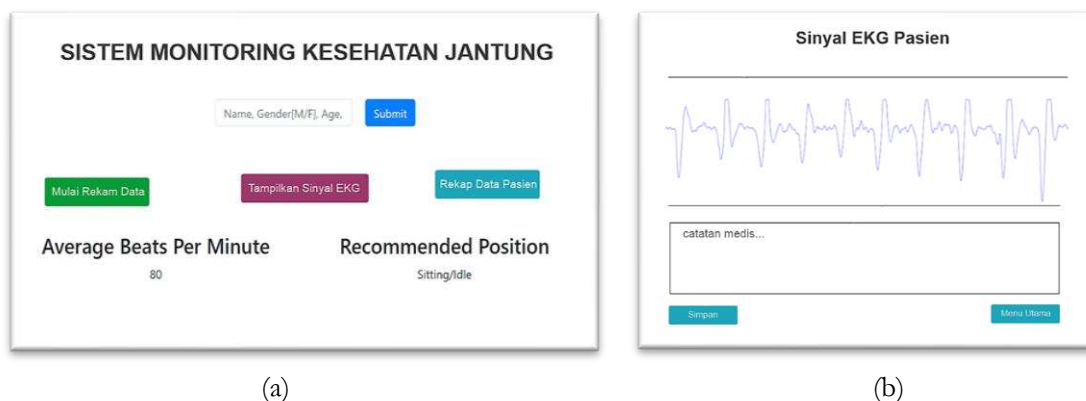 SISTEM MONITORING KESEHATAN JANTUNG
Name, Gender[M/F], Age,
Submit
Mulai Rekam Data
Tampilkan Sinyal EKG
Rekap Data Pasien
Average Beats Per Minute
Recommended Position
80
Sitting/Idle
(a)
Sinyal EKG Pasien
catatan medis...
Simpan
Menu Utama
(b)